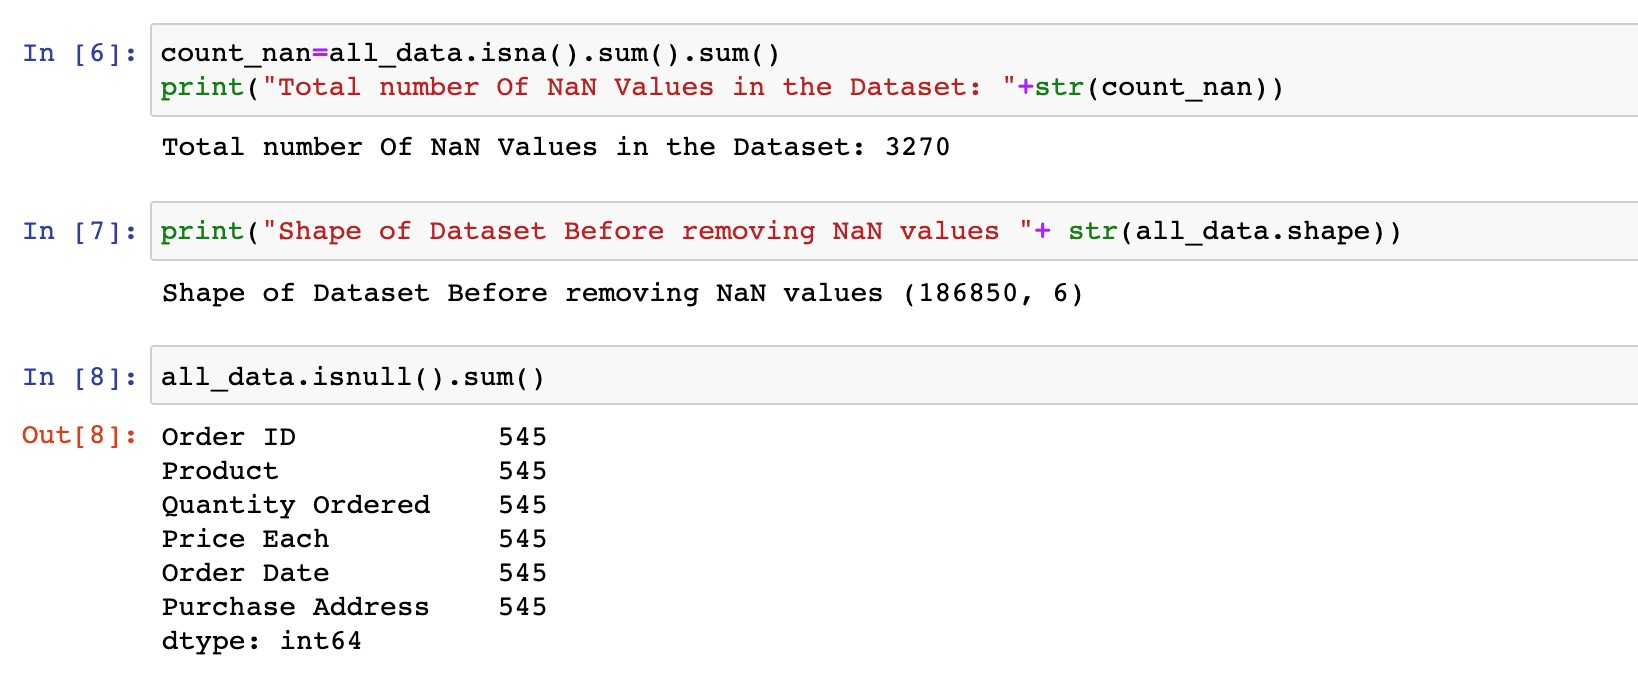 In [6]: count_nan=all_data.isna().sum().sum()
print("Total number Of NaN Values in the Dataset: "+str(count_nan))
Total number Of NaN Values in the Dataset: 3270
In [7]: print("Shape of Dataset Before removing NaN values "+ str(all_data.shape))
Shape of Dataset Before removing NaN values (186850, 6)
In [8]: all_data.isnull().sum()
Out[8]: Order ID            545
Product             545
Quantity Ordered    545
Price Each          545
Order Date          545
Purchase Address    545
dtype: int64